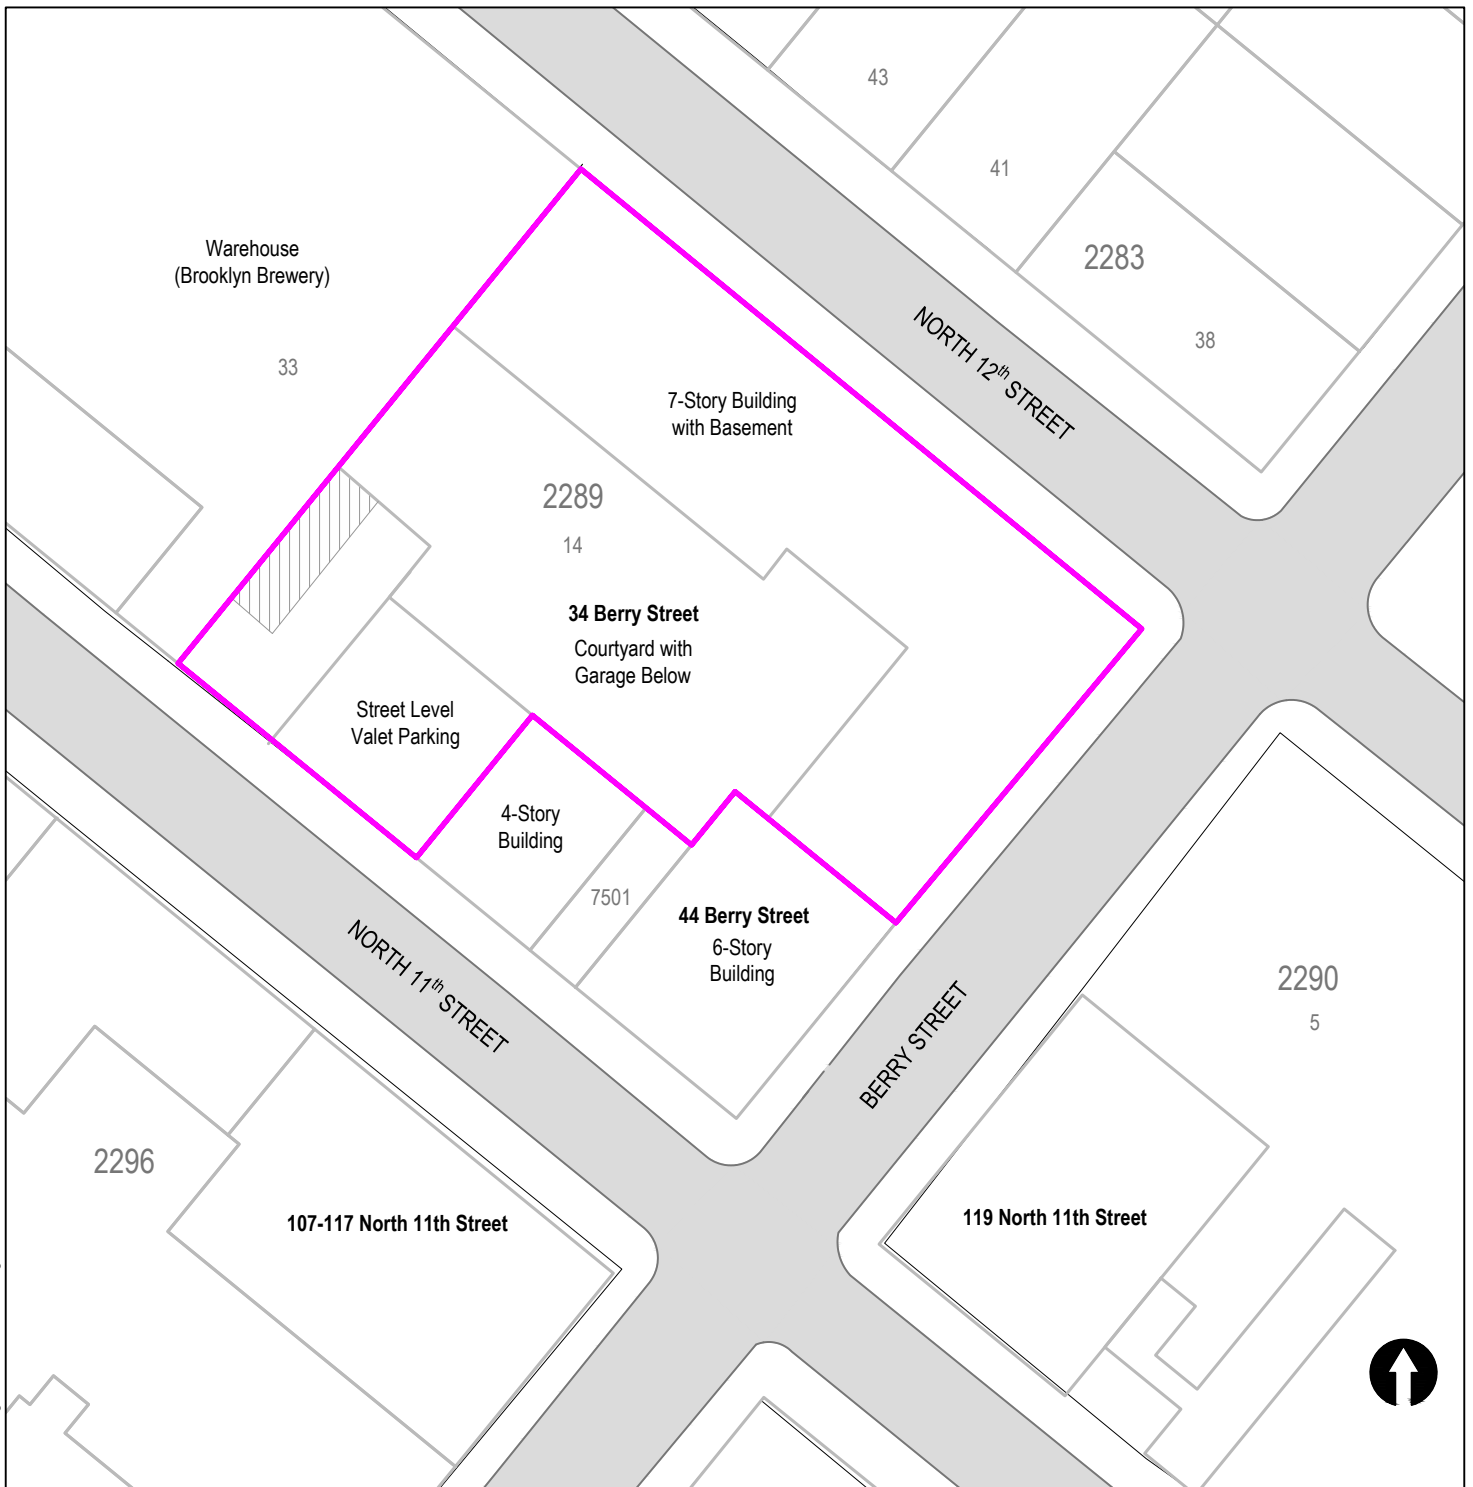 43
41
2283
Warehouse
(Brooklyn Brewery)
38
NORTH 12th STREET
33
7-Story Building
with Basement
2289
14
34 Berry Street
Courtyard with
Garage Below
Street Level
Valet Parking
4-Story
Building
7501
44 Berry Street
6-Story
Building
NORTH 11th STREET
BERRY STREET
2290
5
2296
107-117 North 11th Street
119 North 11th Street